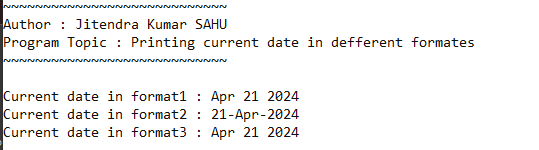 ~~~~~~~~~~~~~~~~~~~~~~~~~~~~
Author : Jitendra Kumar SAHU
Program Topic : Printing current date in defferent formates
~~~~~~~~~~~~~~~~~~~~~~~~~~~~
Current date in format1 : Apr 21 2024
Current date in format2 : 21-Apr-2024
Current date in format3 : Apr 21 2024